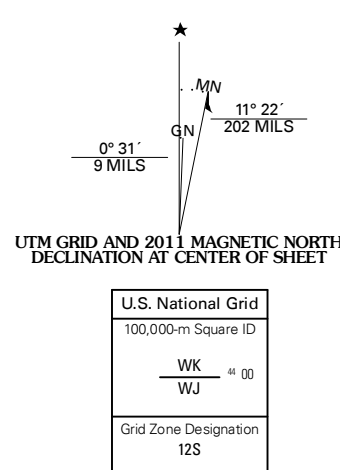 ★
MN
GN
11° 22´
202 MILS
0° 31´
9 MILS
UTM GRID AND 2011 MAGNETIC NORTH
DECLINATION AT CENTER OF SHEET
U.S. National Grid
100,000-m Square ID
WK
44 00
WJ
Grid Zone Designation
12S